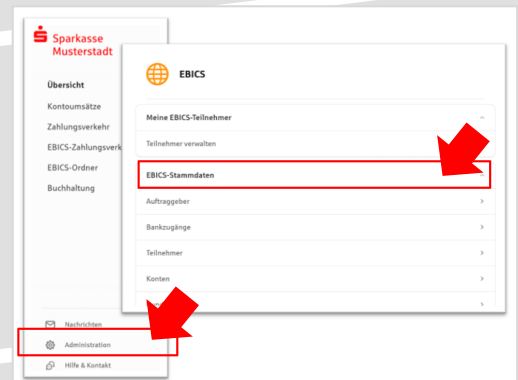 Sparkasse
Musterstadt
Übersicht
Kontoumsätze
Zahlungsverkehr
EBICS-Zahlungsverk
EBICS-Ordner
Buchhaltung
Nachrichten
Administration
Hilfe & Kontakt
EBICS
Meine EBICS-Teilnehmer
Teilnehmer verwalten
EBICS-Stammdaten
Auftraggeber
Bankzugänge
Teilnehmer
Konten